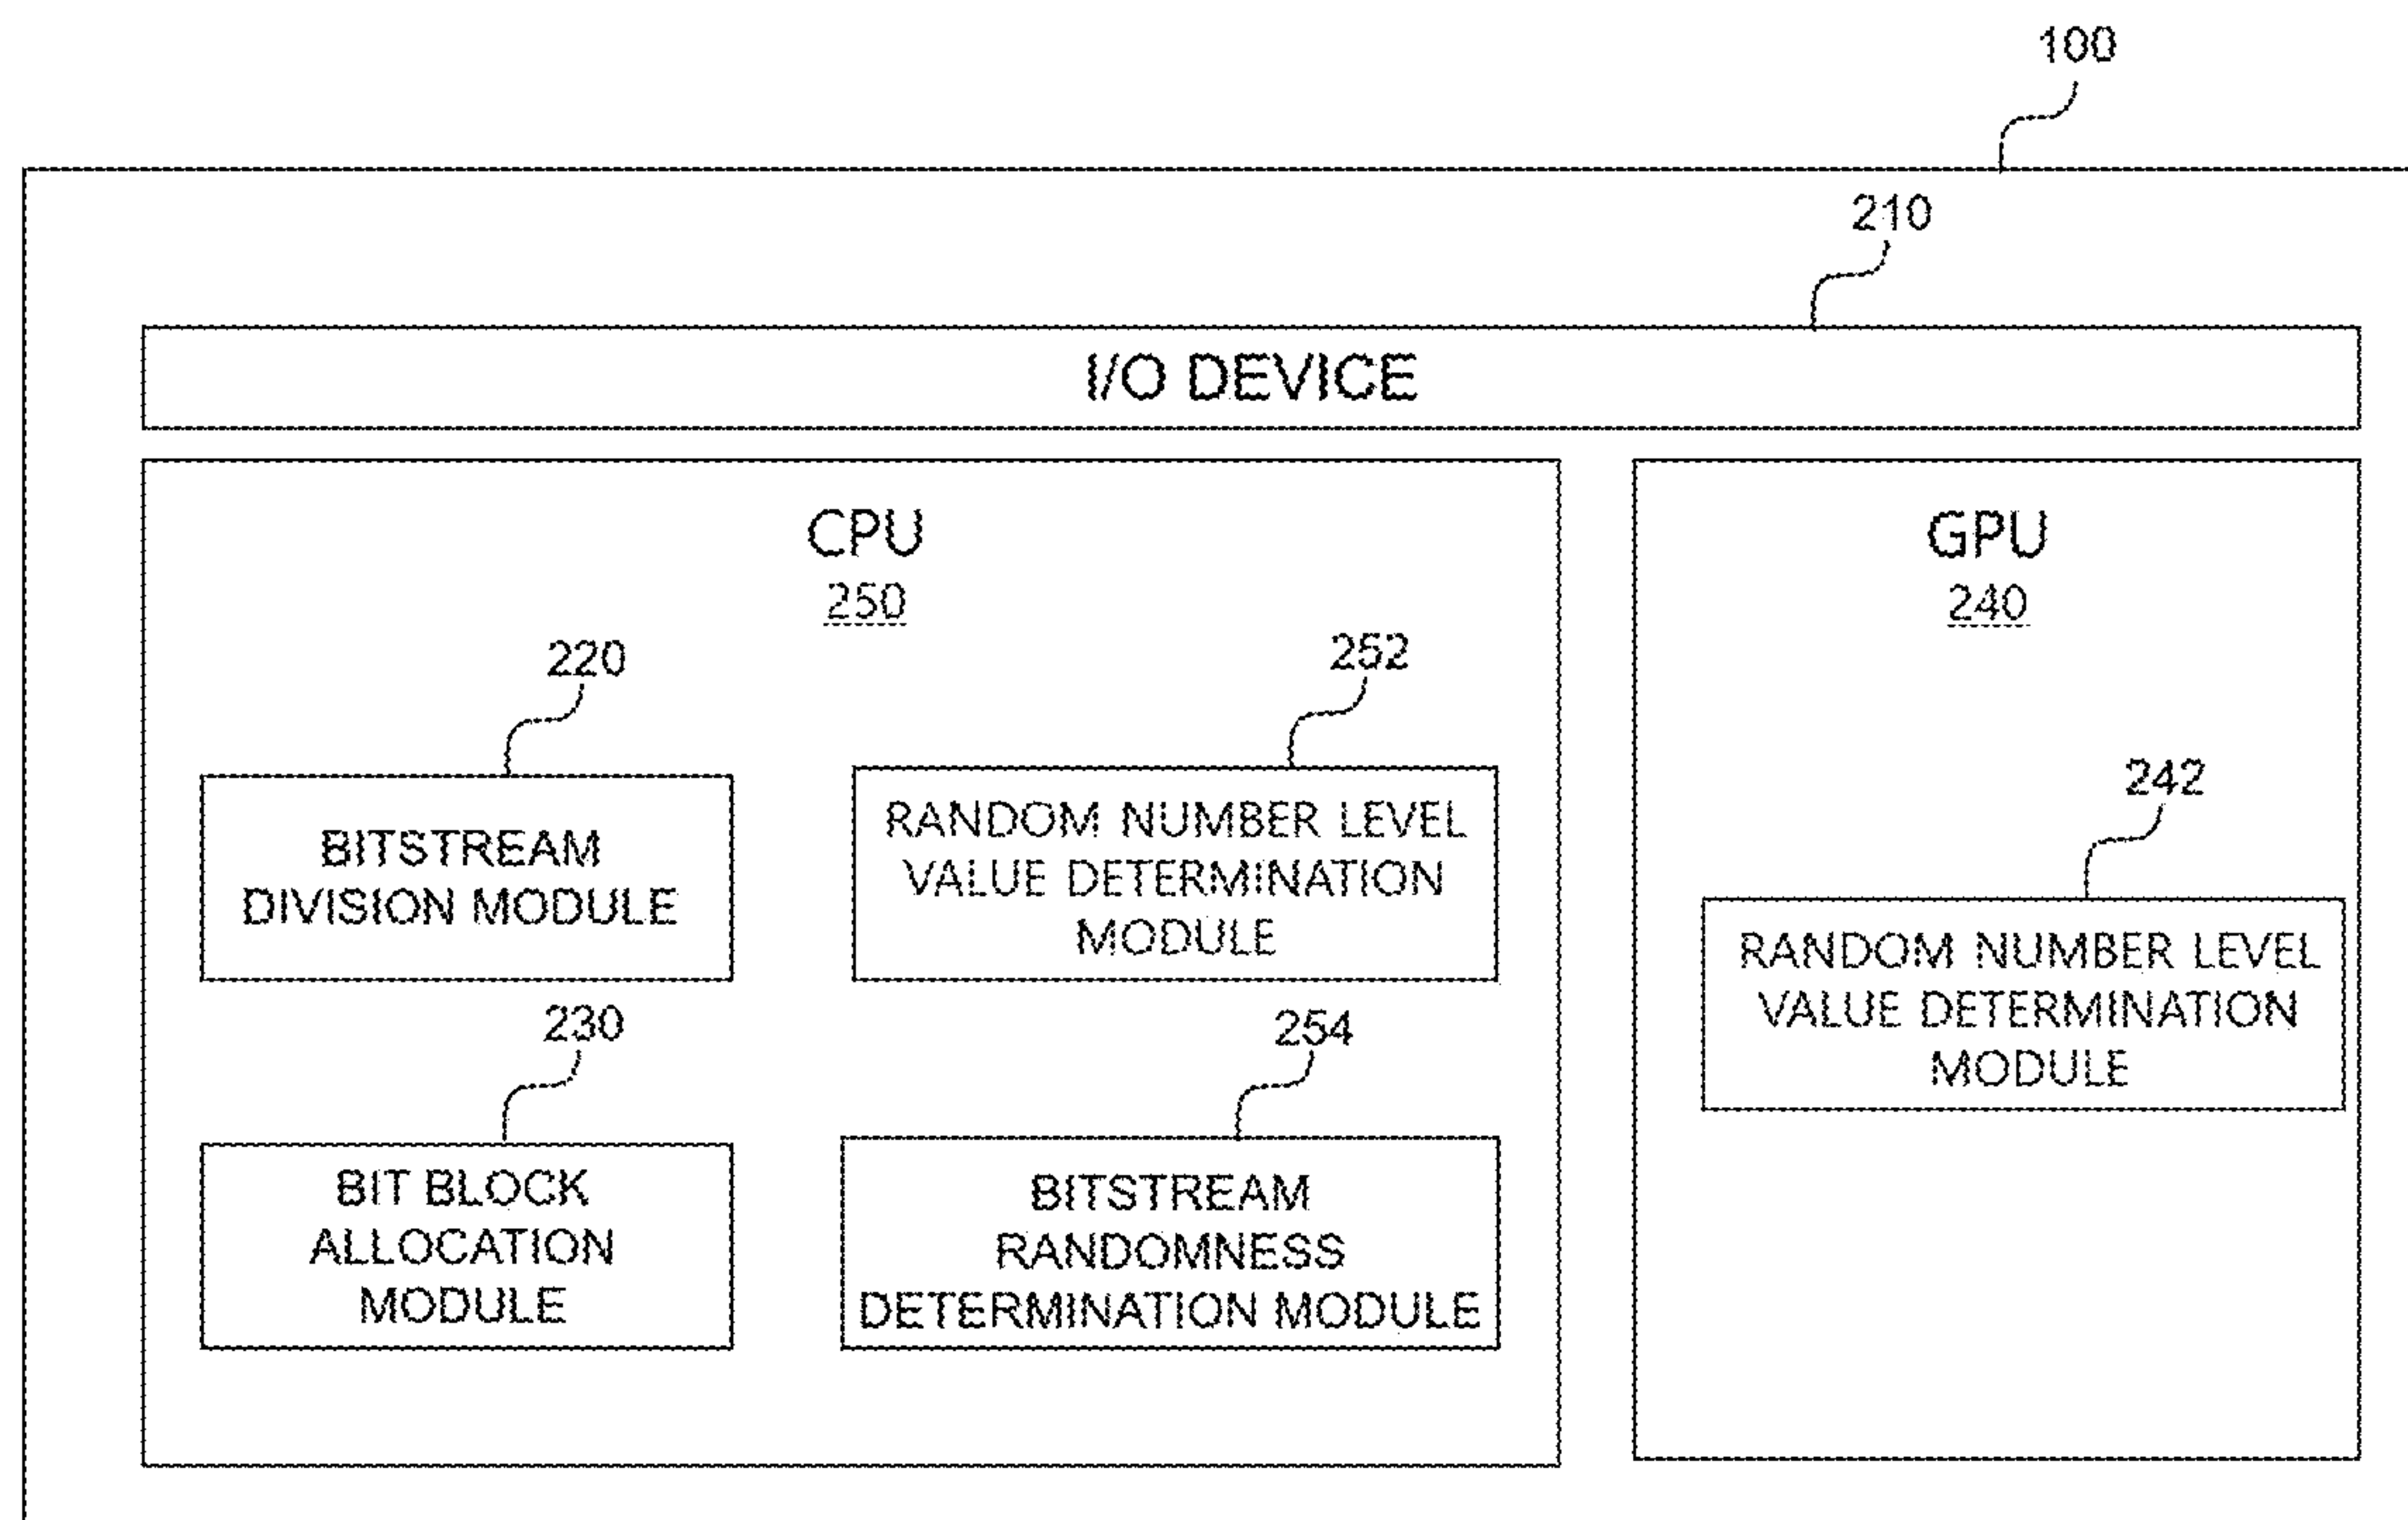 100
210
I/O DEVICE
CPU
250
220
252
BITSTREAM
DIVISION MODULE
RANDOM NUMBER LEVEL
VALUE DETERMINATION
MODULE
230
254
BIT BLOCK
ALLOCATION
MODULE
BITSTREAM
RANDOMNESS
DETERMINATION MODULE
GPU
240
242
RANDOM NUMBER LEVEL
VALUE DETERMINATION
MODULE